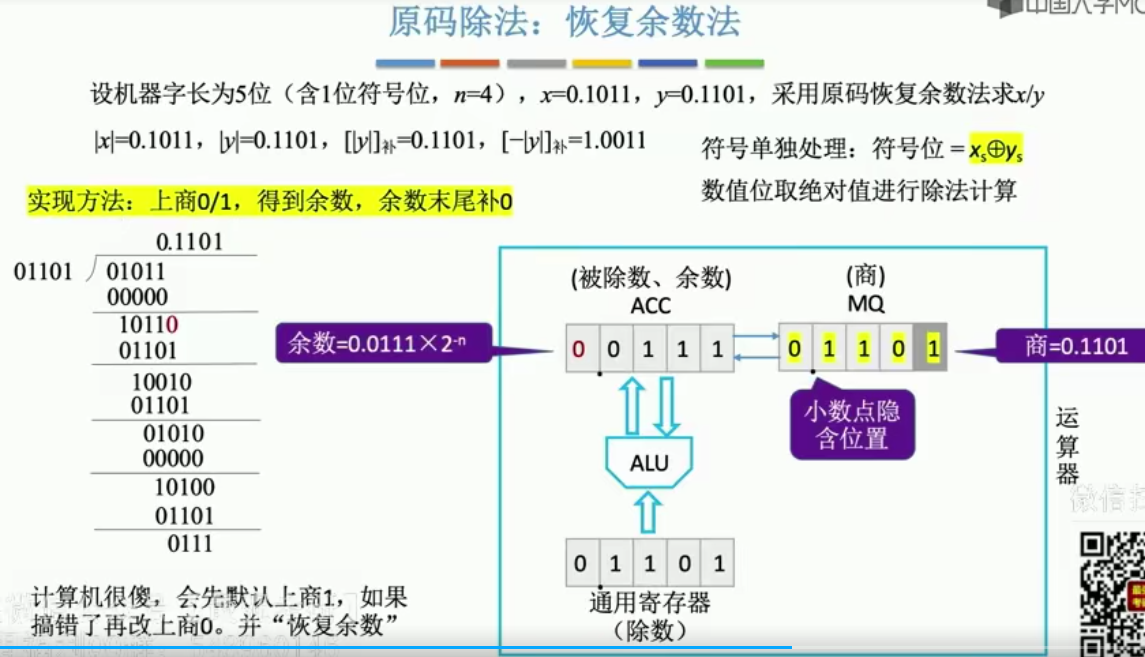 中国大学MO
原码除法：恢复余数法
设机器字长为5位（含1位符号位，n=4），x=0.1011，y=0.1101，采用原码恢复余数法求x/y
|x|=0.1011，|y|=0.1101，[|y|]补=0.1101，[−|y|]补=1.0011
符号单独处理：符号位 = xs⊕ys
数值位取绝对值进行除法计算
实现方法：上商0/1，得到余数，余数末尾补0
0.1101
01101 01011
00000
10110
01101
10010
01101
01010
00000
10100
01101
0111
计算机很傻，会先默认上商1，如果
搞错了再改上商0。并“恢复余数”
余数=0.0111×2-n
(被除数、余数)
ACC
0 0 1 1 1
(商)
MQ
0 1 1 0 1
商=0.1101
小数点隐
含位置
ALU
0 1 1 0 1
通用寄存器
（除数）
运
算
器
微信扫